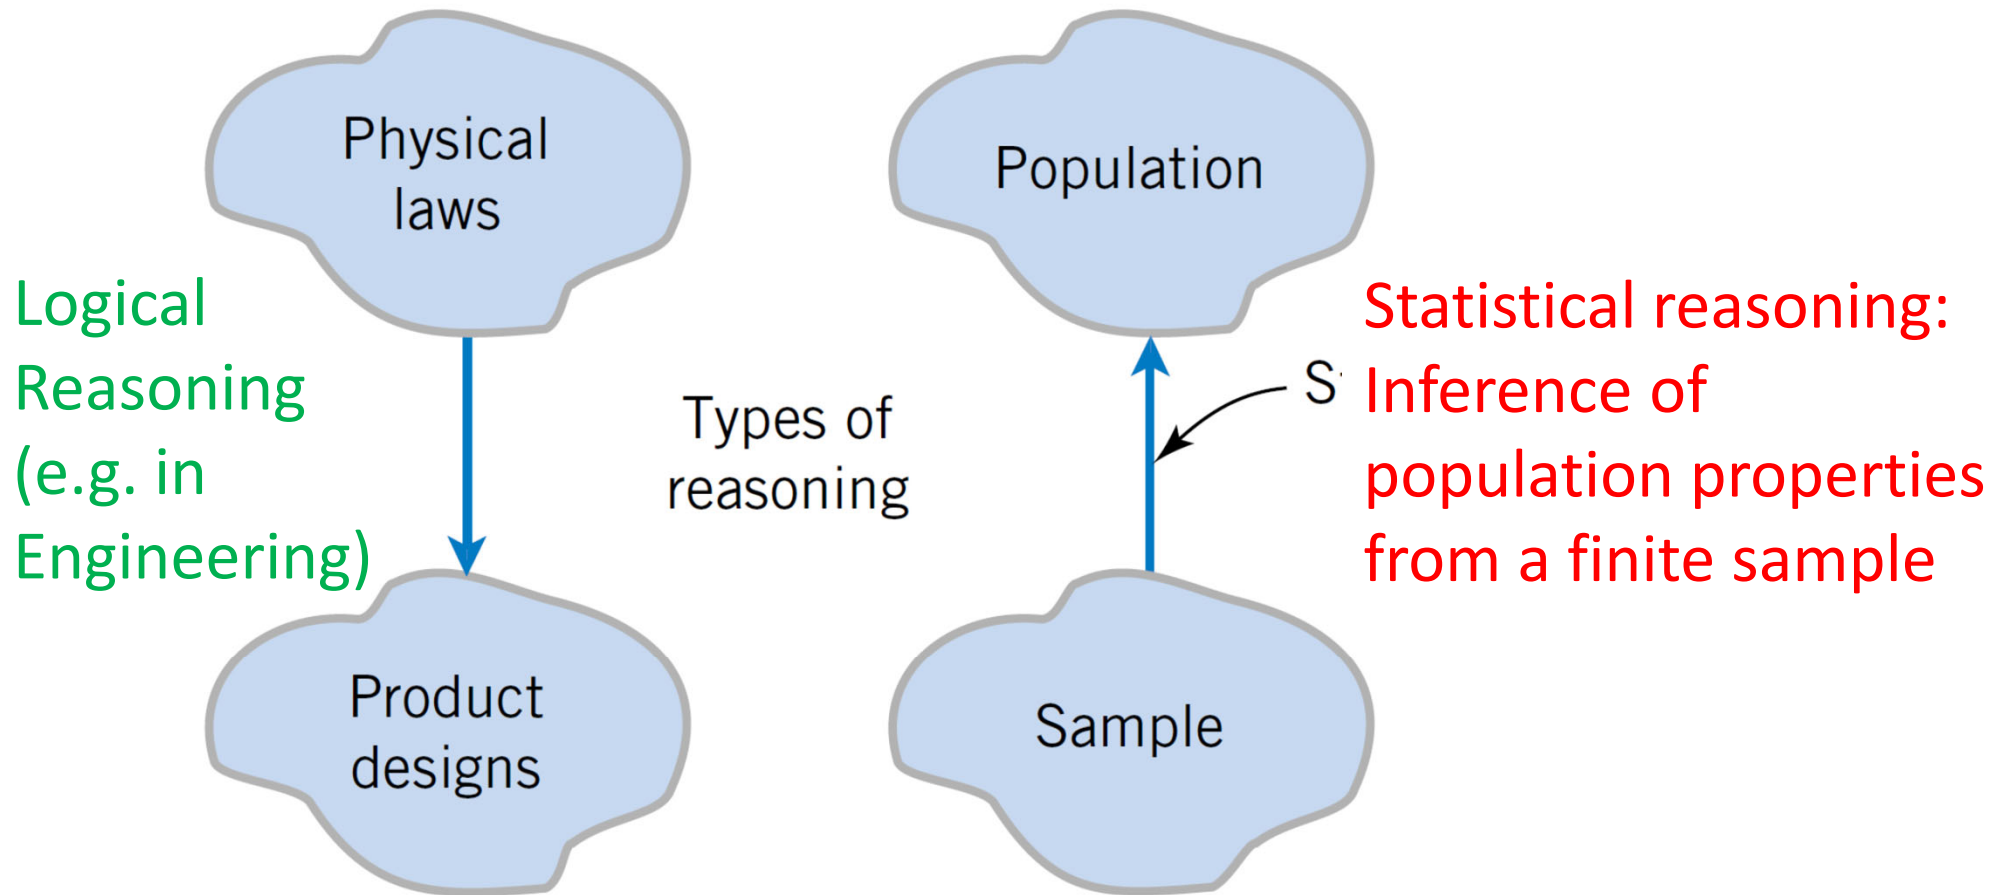 Physical
laws
Population
Logical
Reasoning
(e.g. in
Engineering)
Types of
reasoning
Statistical reasoning:
Inference of
population properties
from a finite sample
Product
designs
Sample